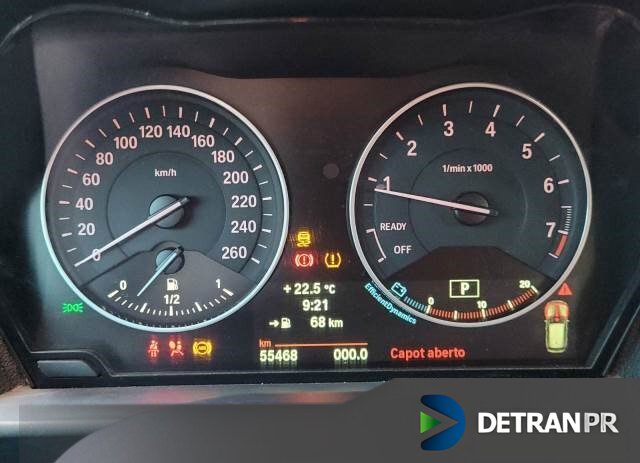 0 20 40 60 80 100 120 140 160 180 200 220 240 260
km/h
0 1/2 1
1 2 3 4 5 6 7
1/min x 1000
READY
OFF
P
0 10 20
EfficientDynamics
+ 22.5 °C
9:21
68 km
km
55468 000.0
Capot aberto
ABS
DETRANPR